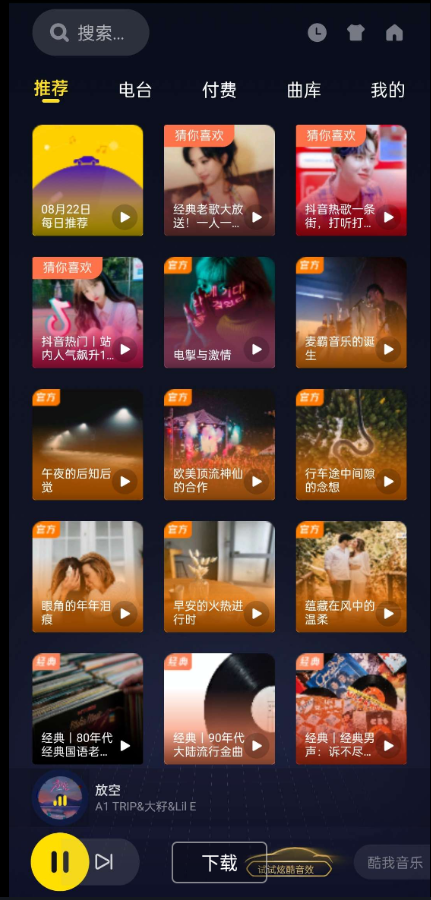 搜索...
推荐
电台
付费
曲库
我的
08月22日
每日推荐
猜你喜欢
经典老歌大放
送！一人一...
猜你喜欢
抖音热歌一条
街，打听打...
猜你喜欢
抖音热门丨站
内人气飙升1...
官方
电掣与激情
官方
麦霸音乐的诞
生
官方
午夜的后知后
觉
官方
欧美顶流神仙
的合作
官方
行车途中间隙
的念想
官方
眼角的年年泪
痕
官方
早安的火热进
行时
官方
蕴藏在风中的
温柔
经典
经典丨80年代
经典国语老...
经典
经典丨90年代
大陆流行金曲
经典
经典丨经典男
声：诉不尽...
放空
A1 TRIP&大籽&Lil E
下载
试试炫酷音效
酷我音乐